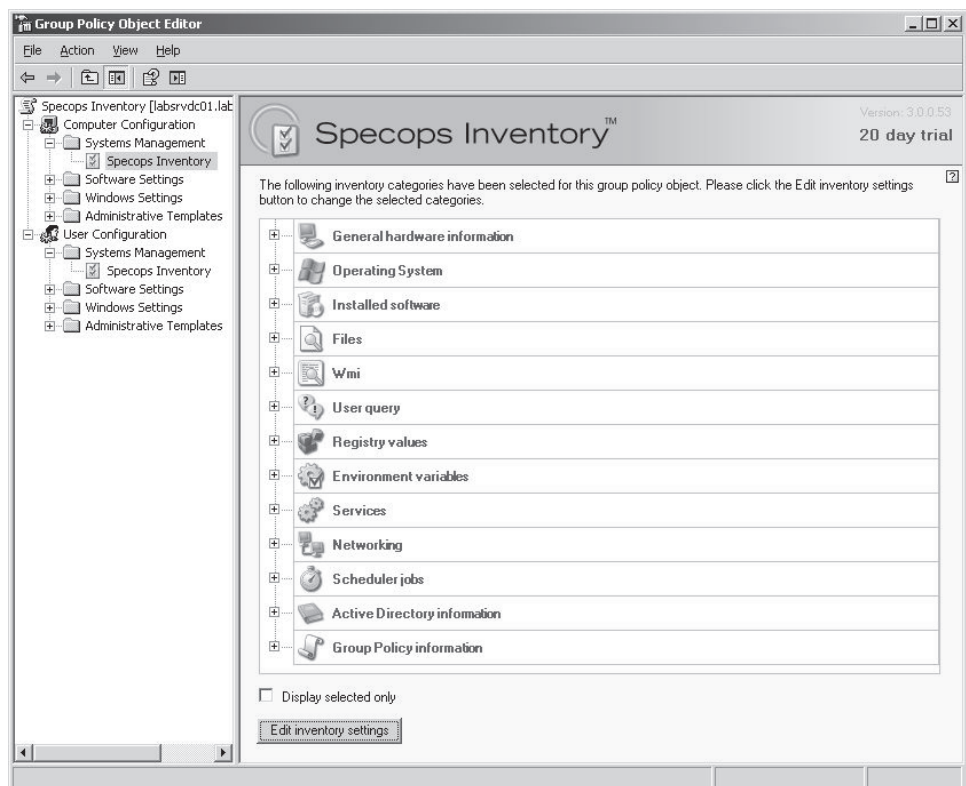 Group Policy Object Editor
File Action View Help
Specops Inventory [labsrvdc01.lab
Computer Configuration
Systems Management
Specops Inventory
Software Settings
Windows Settings
Administrative Templates
User Configuration
Systems Management
Specops Inventory
Software Settings
Windows Settings
Administrative Templates
Specops Inventory™
Version: 3.0.0.53
20 day trial
The following inventory categories have been selected for this group policy object. Please click the Edit inventory settings
button to change the selected categories.
General hardware information
Operating System
Installed software
Files
Wmi
User query
Registry values
Environment variables
Services
Networking
Scheduler jobs
Active Directory information
Group Policy information
Display selected only
Edit inventory settings